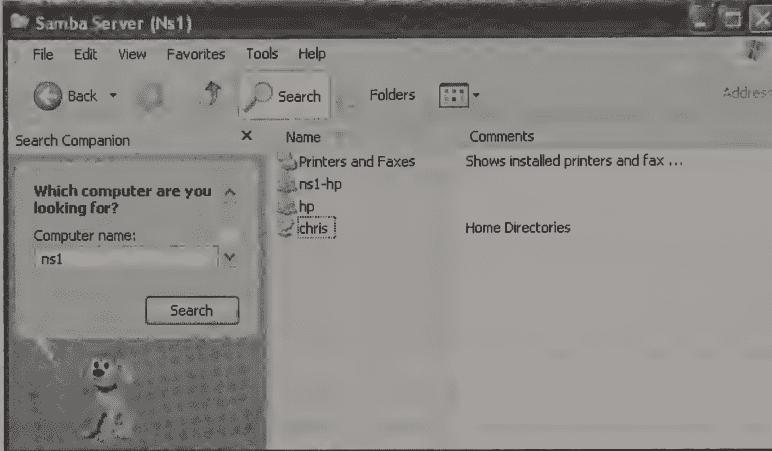 Samba Server (Ns1)
File Edit View Favorites Tools Help
Back Search Folders Address
Search Companion
Which computer are you
looking for?
Computer name:
ns1
Search
Name Comments
Printers and Faxes Shows installed printers and fax ...
ns1-hp
hp
chris Home Directories